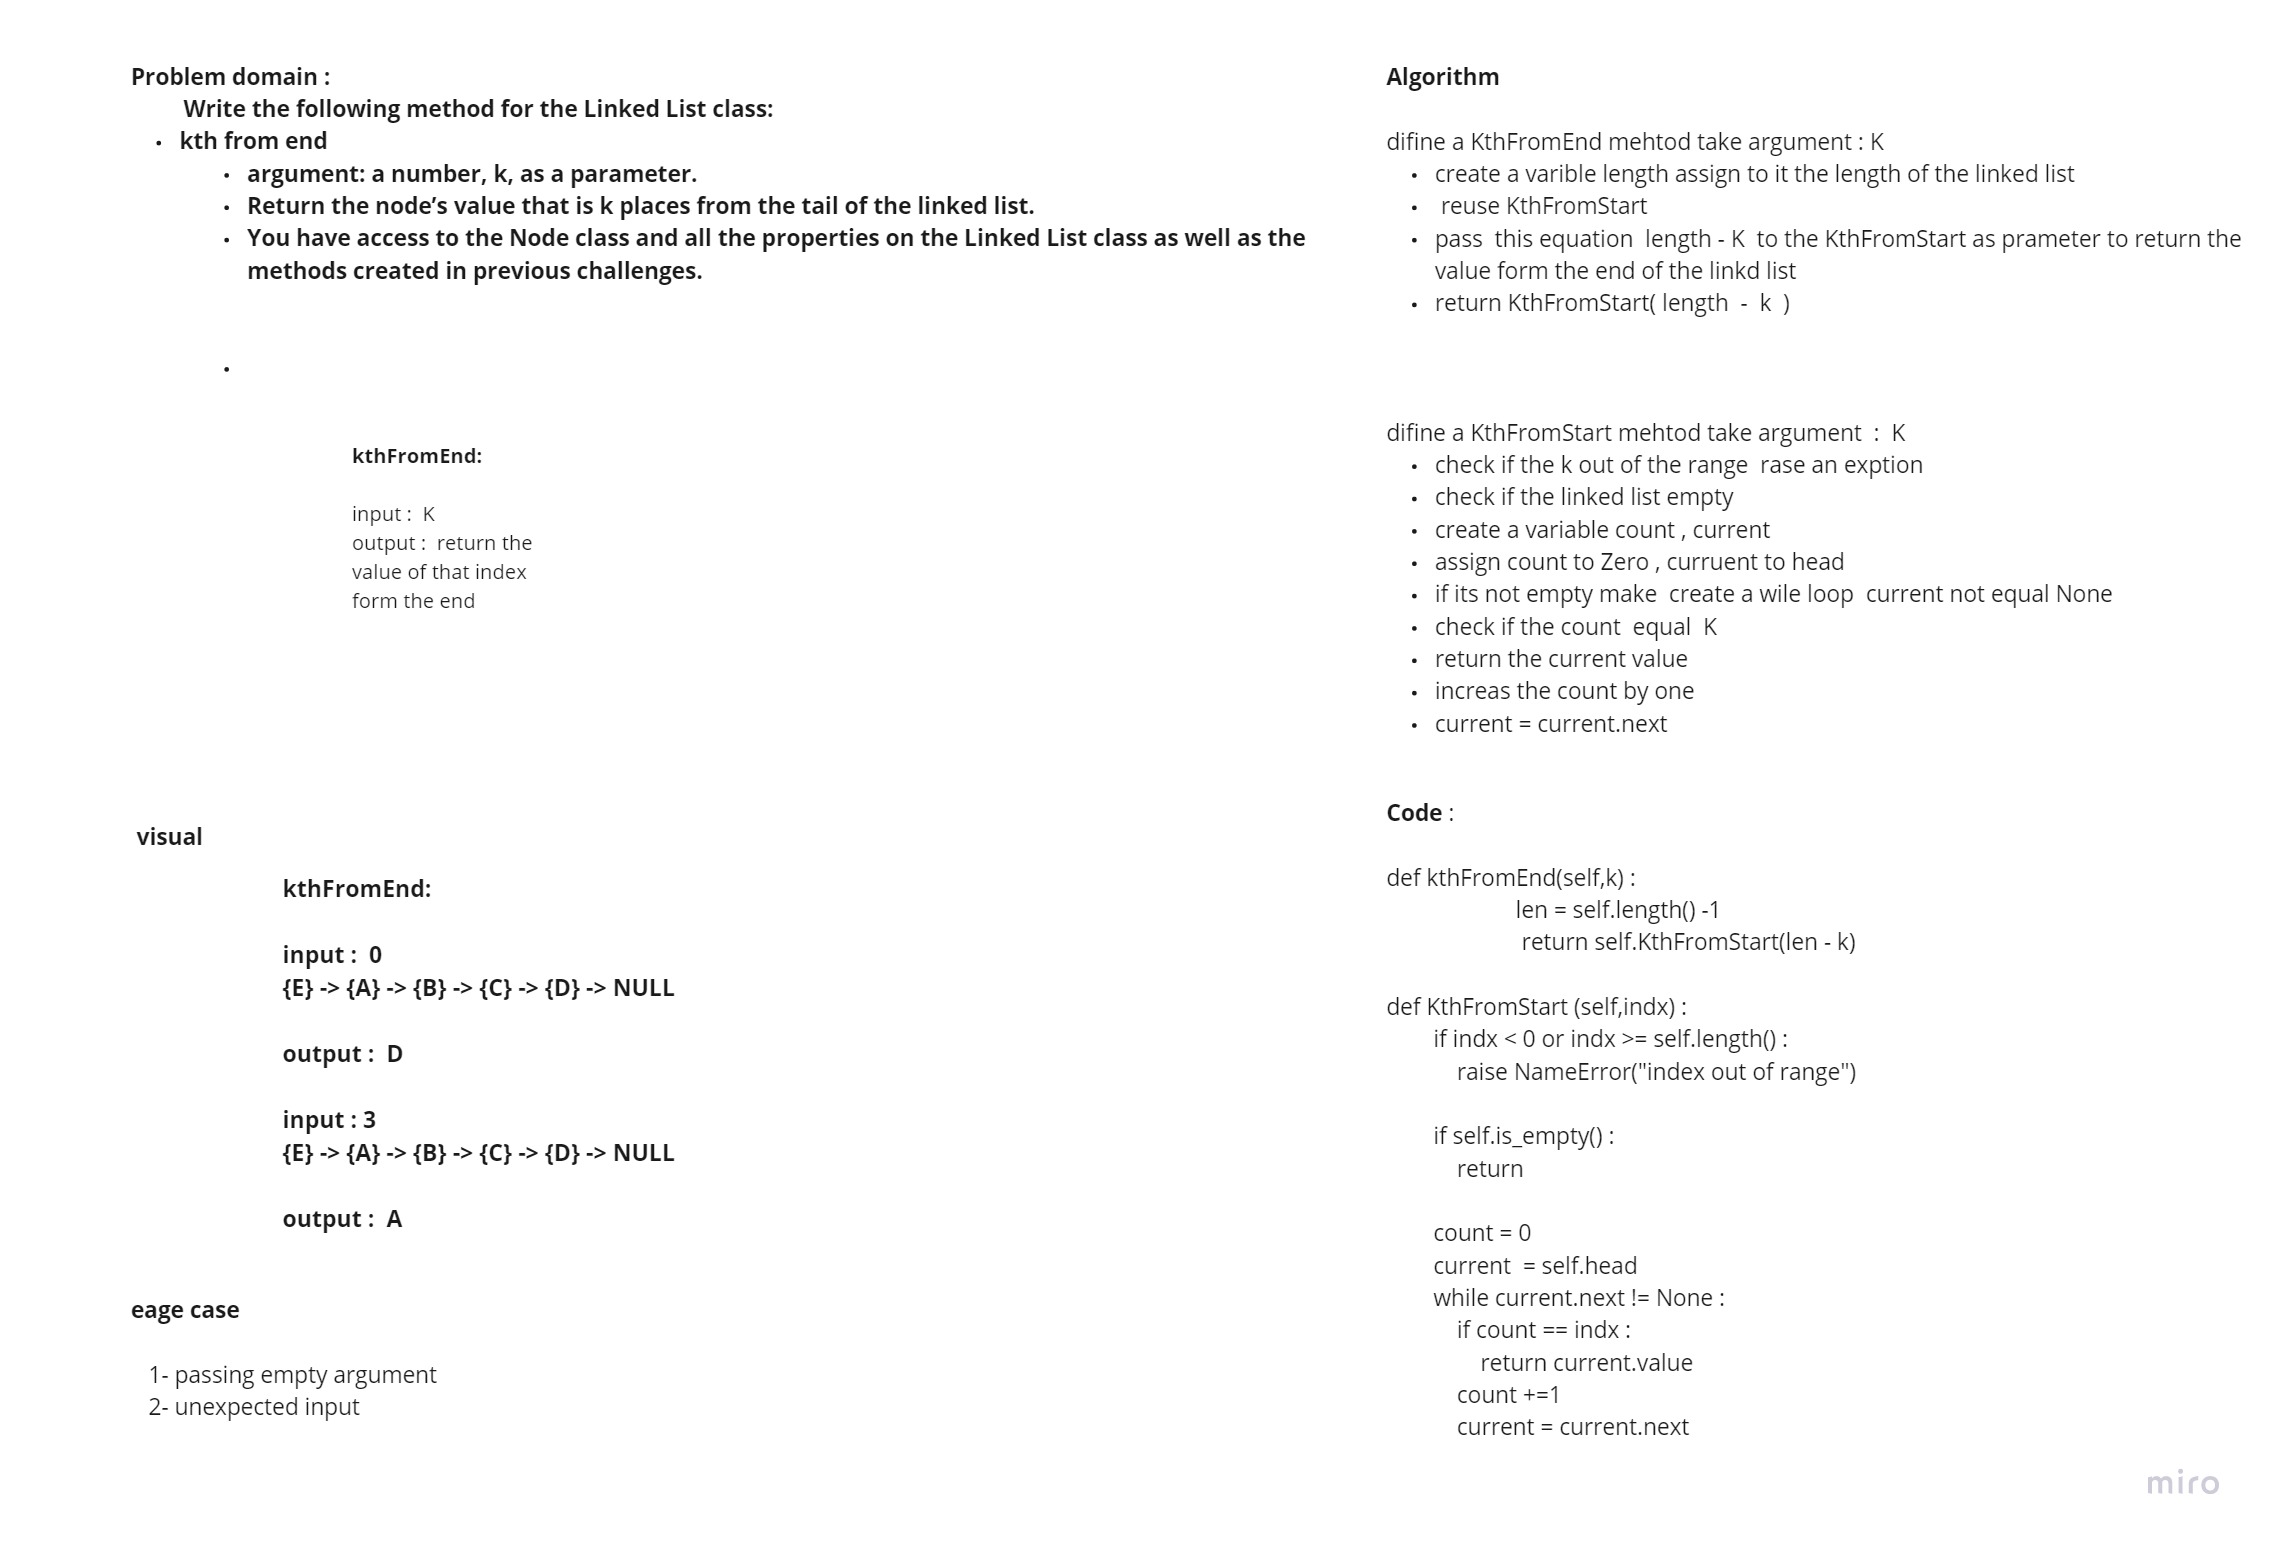 Problem domain :
Write the following method for the Linked List class:
• kth from end
• argument: a number, k, as a parameter.
• Return the node’s value that is k places from the tail of the linked list.
• You have access to the Node class and all the properties on the Linked List class as well as the
methods created in previous challenges.
•
kthFromEnd:
input :  K
output :  return the
value of that index
form the end
visual
kthFromEnd:
input :  0
{E} -> {A} -> {B} -> {C} -> {D} -> NULL
output :  D
input : 3
{E} -> {A} -> {B} -> {C} -> {D} -> NULL
output :  A
eage case
1- passing empty argument
2- unexpected input
Algorithm
difine a KthFromEnd mehtod take argument : K
• create a varible length assign to it the length of the linked list
• reuse KthFromStart
• pass  this equation  length - K  to the KthFromStart as prameter to return the
value form the end of the linkd list
• return KthFromStart( length  -  k  )
difine a KthFromStart mehtod take argument  :  K
• check if the k out of the range  rase an exption
• check if the linked list empty
• create a variable count , current
• assign count to Zero , curruent to head
• if its not empty make  create a wile loop  current not equal None
• check if the count  equal  K
• return the current value
• increas the count by one
• current = current.next
Code :
def kthFromEnd(self,k) :
len = self.length() -1
return self.KthFromStart(len - k)
def KthFromStart (self,indx) :
if indx < 0 or indx >= self.length() :
raise NameError("index out of range")
if self.is_empty() :
return
count = 0
current  = self.head
while current.next != None :
if count == indx :
return current.value
count +=1
current = current.next
miro